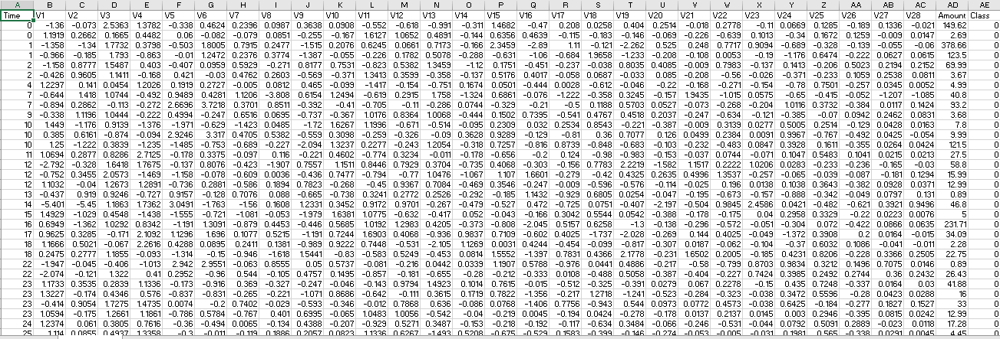 A B C D E F G H I J K L M N O P Q R S T U V W X Y Z AA AB AC AD AE
Time V1 V2 V3 V4 V5 V6 V7 V8 V9 V10 V11 V12 V13 V14 V15 V16 V17 V18 V19 V20 V21 V22 V23 V24 V25 V26 V27 V28 Amount Class
0 -1.36 -0.073 2.5363 1.3782 -0.338 0.4624 0.2396 0.0987 0.3638 0.0908 -0.552 -0.618 -0.991 -0.311 1.4682 -0.47 0.208 0.0258 0.404 0.2514 -0.018 0.2778 -0.11 0.0669 0.1285 -0.189 0.1336 -0.021 149.62 0
0 1.1919 0.2662 0.1665 0.4482 0.06 -0.082 -0.079 0.0851 -0.255 -0.167 1.6127 1.0652 0.4891 -0.144 0.6356 0.4639 -0.115 -0.183 -0.146 -0.069 -0.226 -0.639 0.1013 -0.34 0.1672 0.1259 -0.009 0.0147 2.69 0
1 -1.358 -1.34 1.7732 0.3798 -0.503 1.8005 0.7915 0.2477 -1.515 0.2076 0.6245 0.0661 0.7173 -0.166 2.3459 -2.89 1.11 -0.121 -2.262 0.525 0.248 0.7717 0.9094 -0.689 -0.328 -0.139 -0.055 -0.06 378.66 0
1 -0.966 -0.185 1.793 -0.863 -0.01 1.2472 0.2376 0.3774 -1.387 -0.055 -0.226 0.1782 0.5078 -0.288 -0.631 -1.06 -0.684 1.9658 -1.233 -0.208 -0.108 0.0053 -0.19 -1.176 0.6474 -0.222 0.0627 0.0615 123.5 0
2 -1.158 0.8777 1.5487 0.403 -0.407 0.0959 0.5929 -0.271 0.8177 0.7531 -0.823 0.5382 1.3459 -1.12 0.1751 -0.451 -0.237 -0.038 0.8035 0.4085 -0.009 0.7983 -0.137 0.1413 -0.206 0.5023 0.2194 0.2152 69.99 0
2 -0.426 0.9605 1.1411 -0.168 0.421 -0.03 0.4762 0.2603 -0.569 -0.371 1.3413 0.3599 -0.358 -0.137 0.5176 0.4017 -0.058 0.0687 -0.033 0.085 -0.208 -0.56 -0.026 -0.371 -0.233 0.1059 0.2538 0.0811 3.67 0
4 1.2297 0.141 0.0454 1.2026 0.1919 0.2727 -0.005 0.0812 0.465 -0.099 -1.417 -0.154 -0.751 0.1674 0.0501 -0.444 0.0028 -0.612 -0.046 -0.22 -0.168 -0.271 -0.154 -0.78 0.7501 -0.257 0.0345 0.0052 4.99 0
7 -0.644 1.418 1.0744 -0.492 0.9489 0.4281 1.1206 -3.808 0.6154 1.2494 -0.619 0.2915 1.758 -1.324 0.6861 -0.076 -1.222 -0.358 0.3245 -0.157 1.9435 -1.015 0.0575 -0.65 -0.415 -0.052 -1.207 -1.085 40.8 0
7 -0.894 0.2862 -0.113 -0.272 2.6696 3.7218 0.3701 0.8511 -0.392 -0.41 -0.705 -0.11 -0.286 0.0744 -0.329 -0.21 -0.5 0.1188 0.5703 0.0527 -0.073 -0.268 -0.204 1.0116 0.3732 -0.384 0.0117 0.1424 93.2 0
9 -0.338 1.1196 1.0444 -0.222 0.4994 -0.247 0.6516 0.0695 -0.737 -0.367 1.0176 0.8364 1.0068 -0.444 0.1502 0.7395 -0.541 0.4767 0.4518 0.2037 -0.247 -0.634 -0.121 -0.385 -0.07 0.0942 0.2462 0.0831 3.68 0
10 1.449 -1.176 0.9139 -1.376 -1.971 -0.629 -1.423 0.0485 -1.72 1.6267 1.1996 -0.671 -0.514 -0.095 0.2309 0.032 0.2534 0.8543 -0.221 -0.387 -0.009 0.3139 0.0277 0.5005 0.2514 -0.129 0.0428 0.0163 7.8 0
10 0.385 0.6161 -0.874 -0.094 2.9246 3.317 0.4705 0.5382 -0.559 0.3098 -0.259 -0.326 -0.09 0.3628 0.9289 -0.129 -0.81 0.36 0.7077 0.126 0.0499 0.2384 0.0091 0.9967 -0.767 -0.492 0.0425 -0.054 9.99 0
10 1.25 -1.222 0.3839 -1.235 -1.485 -0.753 -0.689 -0.227 -2.094 1.3237 0.2277 -0.243 1.2054 -0.318 0.7257 -0.816 0.8739 -0.848 -0.683 -0.103 -0.232 -0.483 0.0847 0.3928 0.1611 -0.355 0.0264 0.0424 121.5 0
11 1.0694 0.2877 0.8286 2.7125 -0.178 0.3375 -0.097 0.116 -0.221 0.4602 -0.774 0.3234 -0.011 -0.178 -0.656 -0.2 0.124 -0.98 -0.983 -0.153 -0.037 0.0744 -0.071 0.1047 0.5483 0.1041 0.0215 0.0213 27.5 0
12 -2.792 -0.328 1.6418 1.7675 -0.137 0.8076 -0.423 -1.907 0.7557 1.1511 0.8446 0.7929 0.3704 -0.735 0.4068 -0.303 -0.156 0.7783 2.2219 -1.582 1.1517 0.2222 1.0206 0.0283 -0.233 -0.236 -0.165 -0.03 58.8 0
12 -0.752 0.3455 2.0573 -1.469 -1.158 -0.078 -0.609 0.0036 -0.436 0.7477 -0.794 -0.77 1.0476 -1.067 1.107 1.6601 -0.279 -0.42 0.4325 0.2635 0.4996 1.3537 -0.257 -0.065 -0.039 -0.087 -0.181 0.1294 15.99 0
12 1.1032 -0.04 1.2673 1.2891 -0.736 0.2881 -0.586 0.1894 0.7823 -0.268 -0.45 0.9367 0.7084 -0.469 0.3546 -0.247 -0.009 -0.596 -0.576 -0.114 -0.025 0.196 0.0138 0.1038 0.3643 -0.382 0.0928 0.0371 12.99 0
13 -0.437 0.919 0.9246 -0.727 0.9157 -0.128 0.7076 0.088 -0.665 -0.738 0.3241 0.2772 0.2526 -0.292 -0.185 1.1432 -0.929 0.6805 0.0254 -0.047 -0.195 -0.673 -0.157 -0.888 -0.342 -0.049 0.0797 0.131 0.89 0
14 -5.401 -5.45 1.1863 1.7362 3.0491 -1.763 -1.56 0.1608 1.2331 0.3452 0.9172 0.9701 -0.267 -0.479 -0.527 0.472 -0.725 0.0751 -0.407 -2.197 -0.504 0.9845 2.4586 0.0421 -0.482 -0.621 0.3921 0.9496 46.8 0
15 1.4929 -1.029 0.4548 -1.438 -1.555 -0.721 -1.081 -0.053 -1.979 1.6381 1.0775 -0.632 -0.417 0.052 -0.043 -0.166 0.3042 0.5544 0.0542 -0.388 -0.178 -0.175 0.04 0.2958 0.3329 -0.22 0.0223 0.0076 5 0
16 0.6949 -1.362 1.0292 0.8342 -1.191 1.3091 -0.879 0.4453 -0.446 0.5685 1.0192 1.2983 0.4205 -0.373 -0.808 -2.045 0.5157 0.6258 -1.3 -0.138 -0.296 -0.572 -0.051 -0.304 0.072 -0.422 0.0866 0.0635 231.71 0
17 0.9625 0.3285 -0.171 2.1092 1.1296 1.696 0.1077 0.5215 -1.191 0.7244 1.6903 0.4068 -0.936 0.9837 0.7109 -0.602 0.4025 -1.737 -2.028 -0.269 0.144 0.4025 -0.049 -1.372 0.3908 0.2 0.0164 -0.015 34.09 0
18 1.1666 0.5021 -0.067 2.2616 0.4288 0.0895 0.2411 0.1381 -0.989 0.9222 0.7448 -0.531 -2.105 1.1269 0.0031 0.4244 -0.454 -0.099 -0.817 -0.307 0.0187 -0.062 -0.104 -0.37 0.6032 0.1086 -0.041 -0.011 2.28 0
18 0.2475 0.2777 1.1855 -0.093 -1.314 -0.15 -0.946 -1.618 1.5441 -0.83 -0.583 0.5249 -0.453 0.0814 1.5552 -1.397 0.7831 0.4366 2.1778 -0.231 1.6502 0.2005 -0.185 0.4231 0.8206 -0.228 0.3366 0.2505 22.75 0
22 -1.947 -0.045 -0.406 -1.013 2.942 2.9551 -0.063 0.8555 0.05 0.5737 -0.081 -0.216 0.0442 0.0339 1.1907 0.5788 -0.976 0.0441 0.4886 -0.217 -0.58 -0.799 0.8703 0.9834 0.3212 0.1496 0.7075 0.0146 0.89 0
22 -2.074 -0.121 1.322 0.41 0.2952 -0.96 0.544 -0.105 0.4757 0.1495 -0.857 -0.181 -0.655 -0.28 -0.212 -0.333 0.0108 -0.488 0.5058 -0.387 -0.404 -0.227 0.7424 0.3985 0.2492 0.2744 0.36 0.2432 26.43 0
23 1.1733 0.3535 0.2839 1.1336 -0.173 -0.916 0.369 -0.327 -0.247 -0.046 -0.143 0.9794 1.4923 0.1014 0.7615 -0.015 -0.512 -0.325 -0.391 0.0279 0.067 0.2278 -0.15 0.435 0.7248 -0.337 0.0164 0.03 41.88 0
23 1.3227 -0.174 0.4346 0.576 -0.837 -0.831 -0.265 -0.221 -1.071 0.8686 -0.642 -0.111 0.3615 0.1719 0.7822 -1.356 -0.217 1.2718 -1.241 -0.523 -0.284 -0.323 -0.038 0.3472 0.5596 -0.28 0.0423 0.0288 16 0
23 -0.414 0.9054 1.7275 1.4735 0.0074 -0.2 0.7402 -0.029 -0.593 -0.346 -0.012 0.7868 0.636 -0.086 0.0768 -1.406 0.7756 -0.943 0.544 0.0973 0.0772 0.4573 -0.038 0.6425 -0.184 -0.277 0.1827 0.1527 33 0
23 1.0594 -0.175 1.2661 1.1861 -0.786 0.5784 -0.767 0.401 0.6995 -0.065 1.0483 1.0056 -0.542 -0.04 -0.219 0.0045 -0.194 0.0424 -0.278 -0.178 0.0137 0.2137 0.0145 0.003 0.2946 -0.395 0.0815 0.0242 12.99 0
24 1.2374 0.061 0.3805 0.7616 -0.36 -0.494 0.0065 -0.134 0.4388 -0.207 -0.929 0.5271 0.3487 -0.153 -0.218 -0.192 -0.117 -0.634 0.3484 -0.066 -0.246 -0.531 -0.044 0.0792 0.5091 0.2889 -0.023 0.0118 17.28 0
25 1.114 0.0855 0.4937 1.3358 -0.3 -0.011 -0.119 0.1886 0.2057 0.0823 1.1336 0.6267 -1.493 0.5208 -0.675 -0.529 0.1583 -0.399 -0.146 -0.274 -0.053 -0.005 -0.031 0.1981 0.565 -0.338 0.0291 0.0045 4.45 0